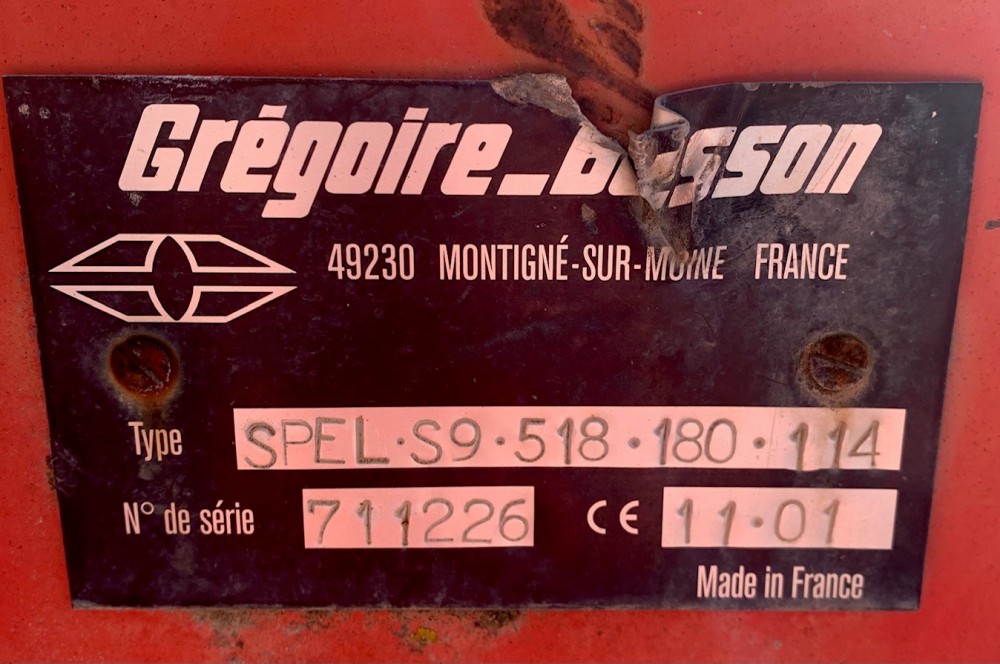 Grégoire_Besson
49230 MONTIGNÉ-SUR-MOINE FRANCE
Type SPEL·S9·518·180·114
N° de série 711226 CE 11·01
Made in France